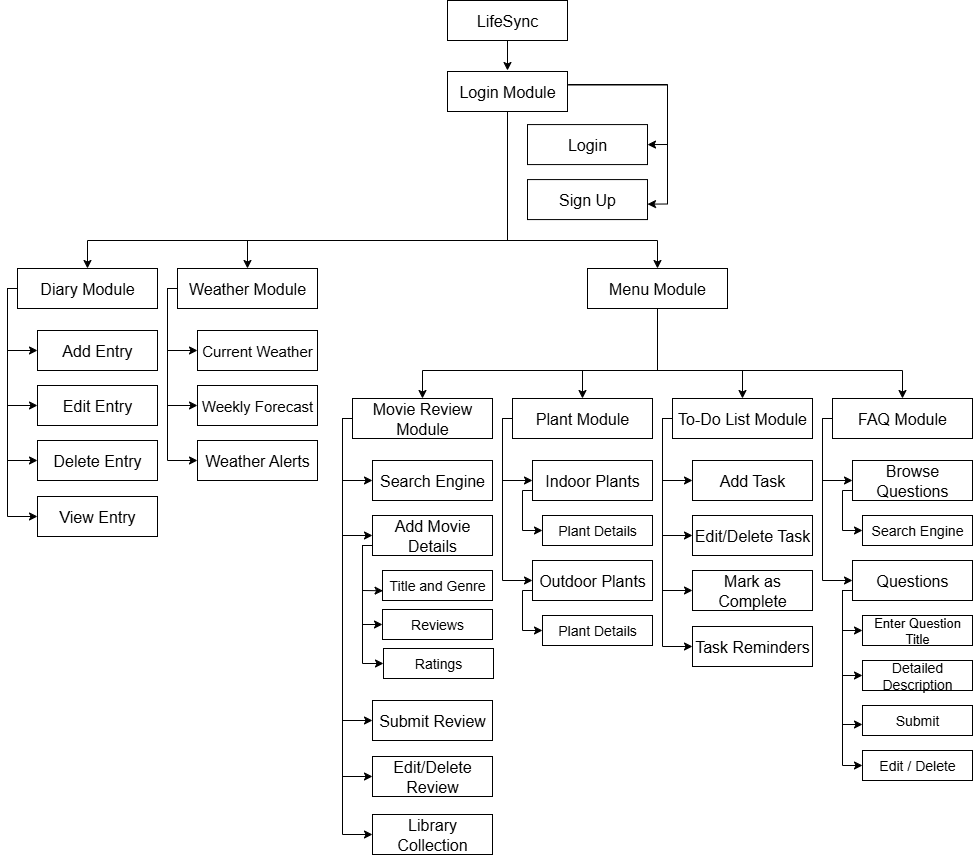 LifeSync
Login Module
Login
Sign Up
Diary Module
Add Entry
Edit Entry
Delete Entry
View Entry
Weather Module
Current Weather
Weekly Forecast
Weather Alerts
Menu Module
Movie Review
Module
Search Engine
Add Movie
Details
Title and Genre
Reviews
Ratings
Submit Review
Edit/Delete
Review
Library
Collection
Plant Module
Indoor Plants
Plant Details
Outdoor Plants
Plant Details
To-Do List Module
Add Task
Edit/Delete Task
Mark as
Complete
Task Reminders
FAQ Module
Browse
Questions
Search Engine
Questions
Enter Question
Title
Detailed
Description
Submit
Edit / Delete